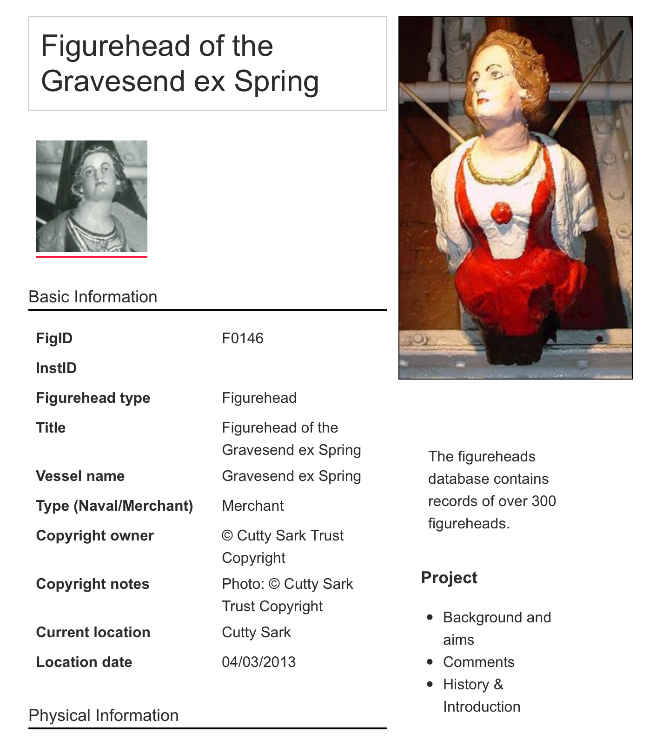 Figurehead of the
Gravesend ex Spring
Basic Information
FigID F0146
InstID
Figurehead type Figurehead
Title Figurehead of the
Gravesend ex Spring
Vessel name Gravesend ex Spring
Type (Naval/Merchant) Merchant
Copyright owner © Cutty Sark Trust
Copyright
Copyright notes Photo: © Cutty Sark
Trust Copyright
Current location Cutty Sark
Location date 04/03/2013
Physical Information
The figureheads
database contains
records of over 300
figureheads.
Project
• Background and
aims
• Comments
• History &
Introduction